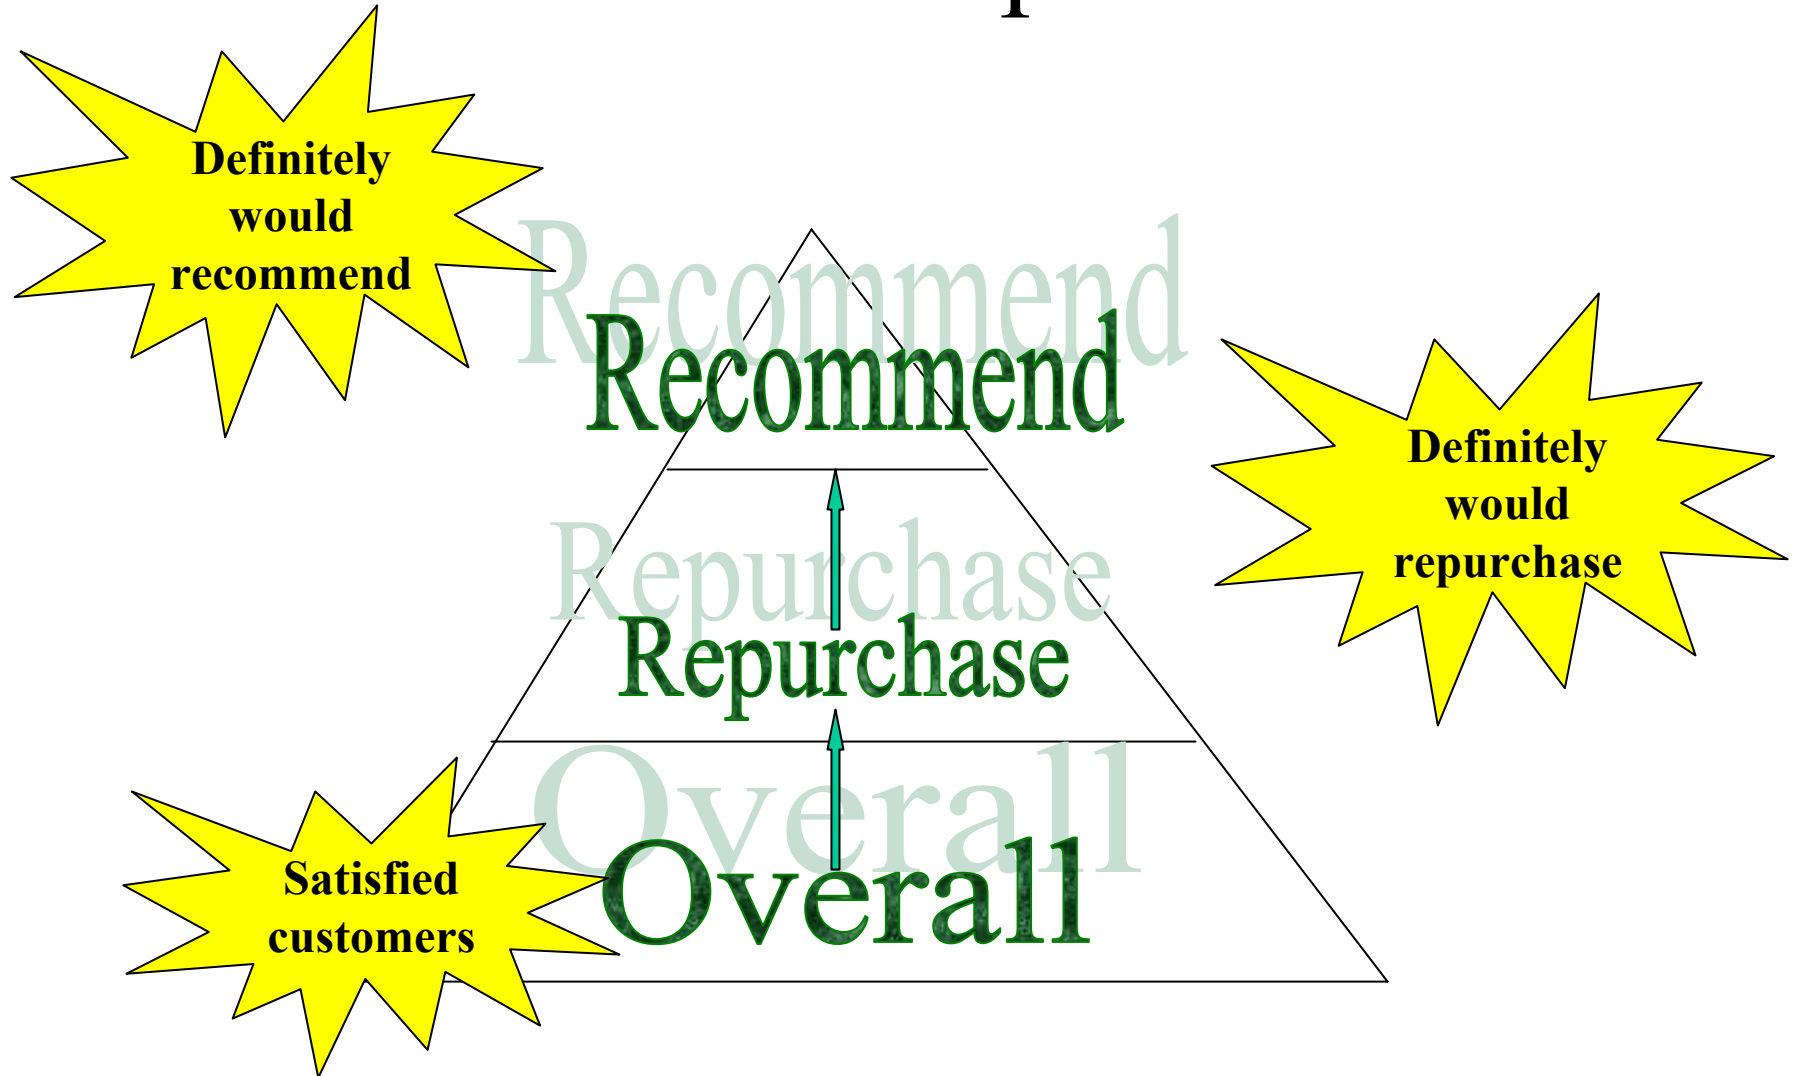 Definitely
would
recommend
Recommend
Recommend
Definitely
would
repurchase
Repurchase
Repurchase
Overall
Overall
Satisfied
customers